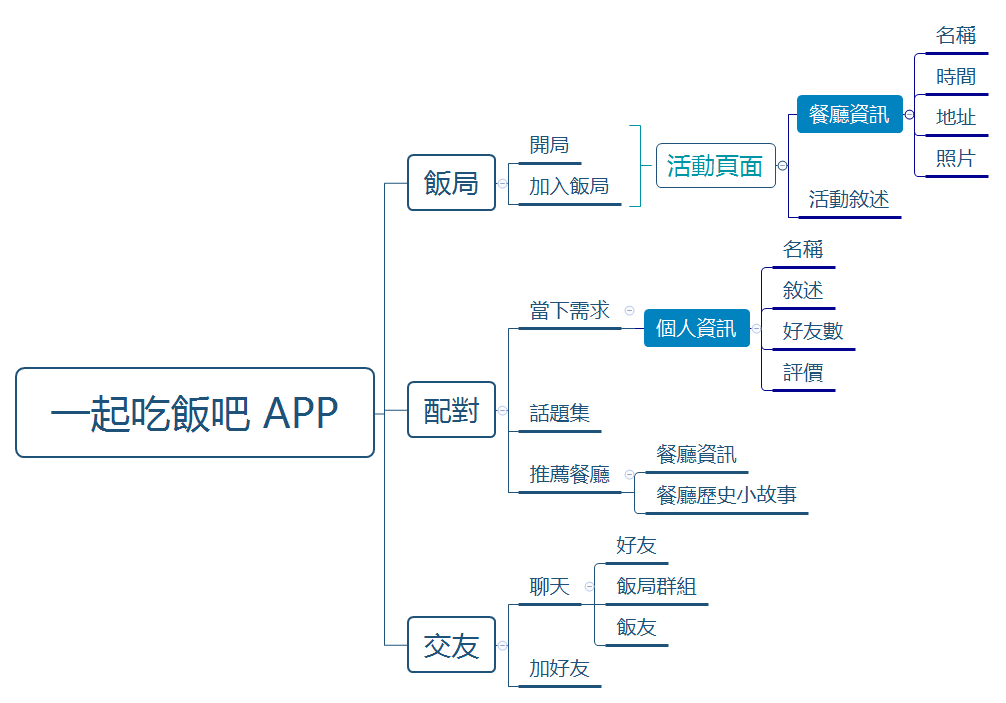 一起吃飯吧 APP
飯局
開局
加入飯局
活動頁面
餐廳資訊
名稱
時間
地址
照片
活動敘述
配對
當下需求
個人資訊
名稱
敘述
好友數
評價
話題集
推薦餐廳
餐廳資訊
餐廳歷史小故事
交友
聊天
好友
飯局群組
飯友
加好友